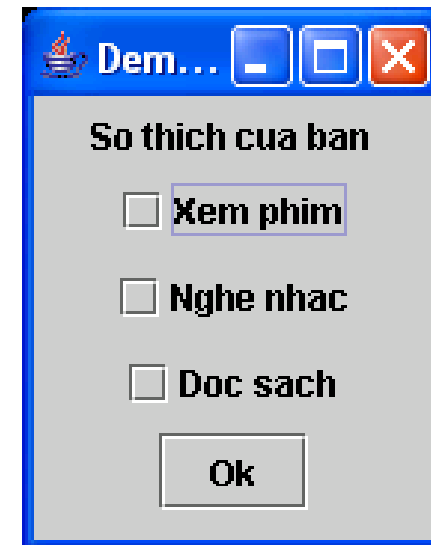 Dem...
So thich cua ban
Xem phim
Nghe nhac
Doc sach
Ok